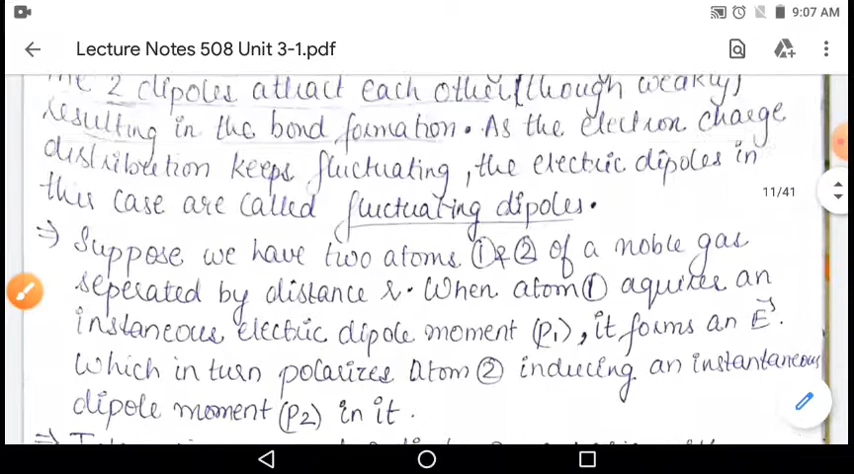 9:07 AM
Lecture Notes 508 Unit 3-1.pdf
The 2 dipoles attract each other (though weakly)
resulting in the bond formation. As the electron charge
distribution keeps fluctuating, the electric dipoles in
this case are called fluctuating dipoles.
11/41
⇒ Suppose we have two atoms ① & ② of a noble gas
seperated by distance r. When atom ① aquires an
instaneous electric dipole moment (P₁), it forms an E⃗.
Which in turn polarizes atom ② inducing an instantaneous
dipole moment (P2) in it.